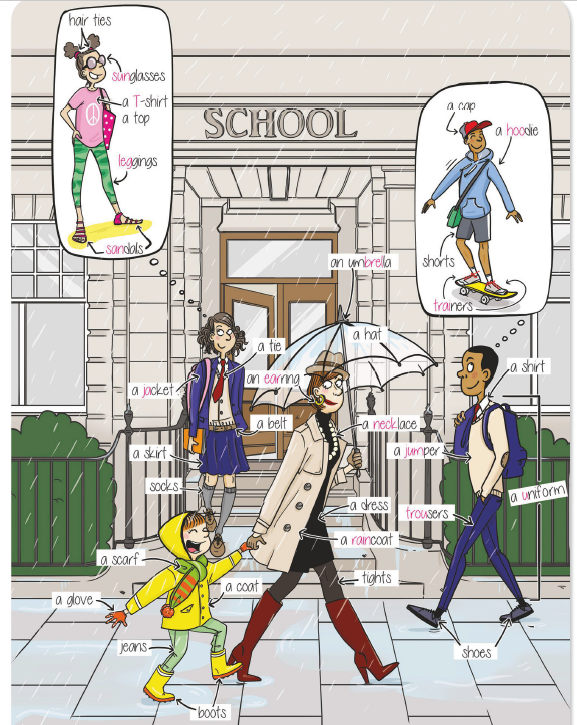 hair ties
sunglasses
a T-shirt
a top
leggings
sandals
SCHOOL
a cap
a hoodie
shorts
trainers
an umbrella
a hat
a tie
a shirt
a jacket
an earring
a belt
a necklace
a jumper
a skirt
socks
a uniform
a dress
trousers
a raincoat
a scarf
tights
a coat
a glove
jeans
shoes
boots